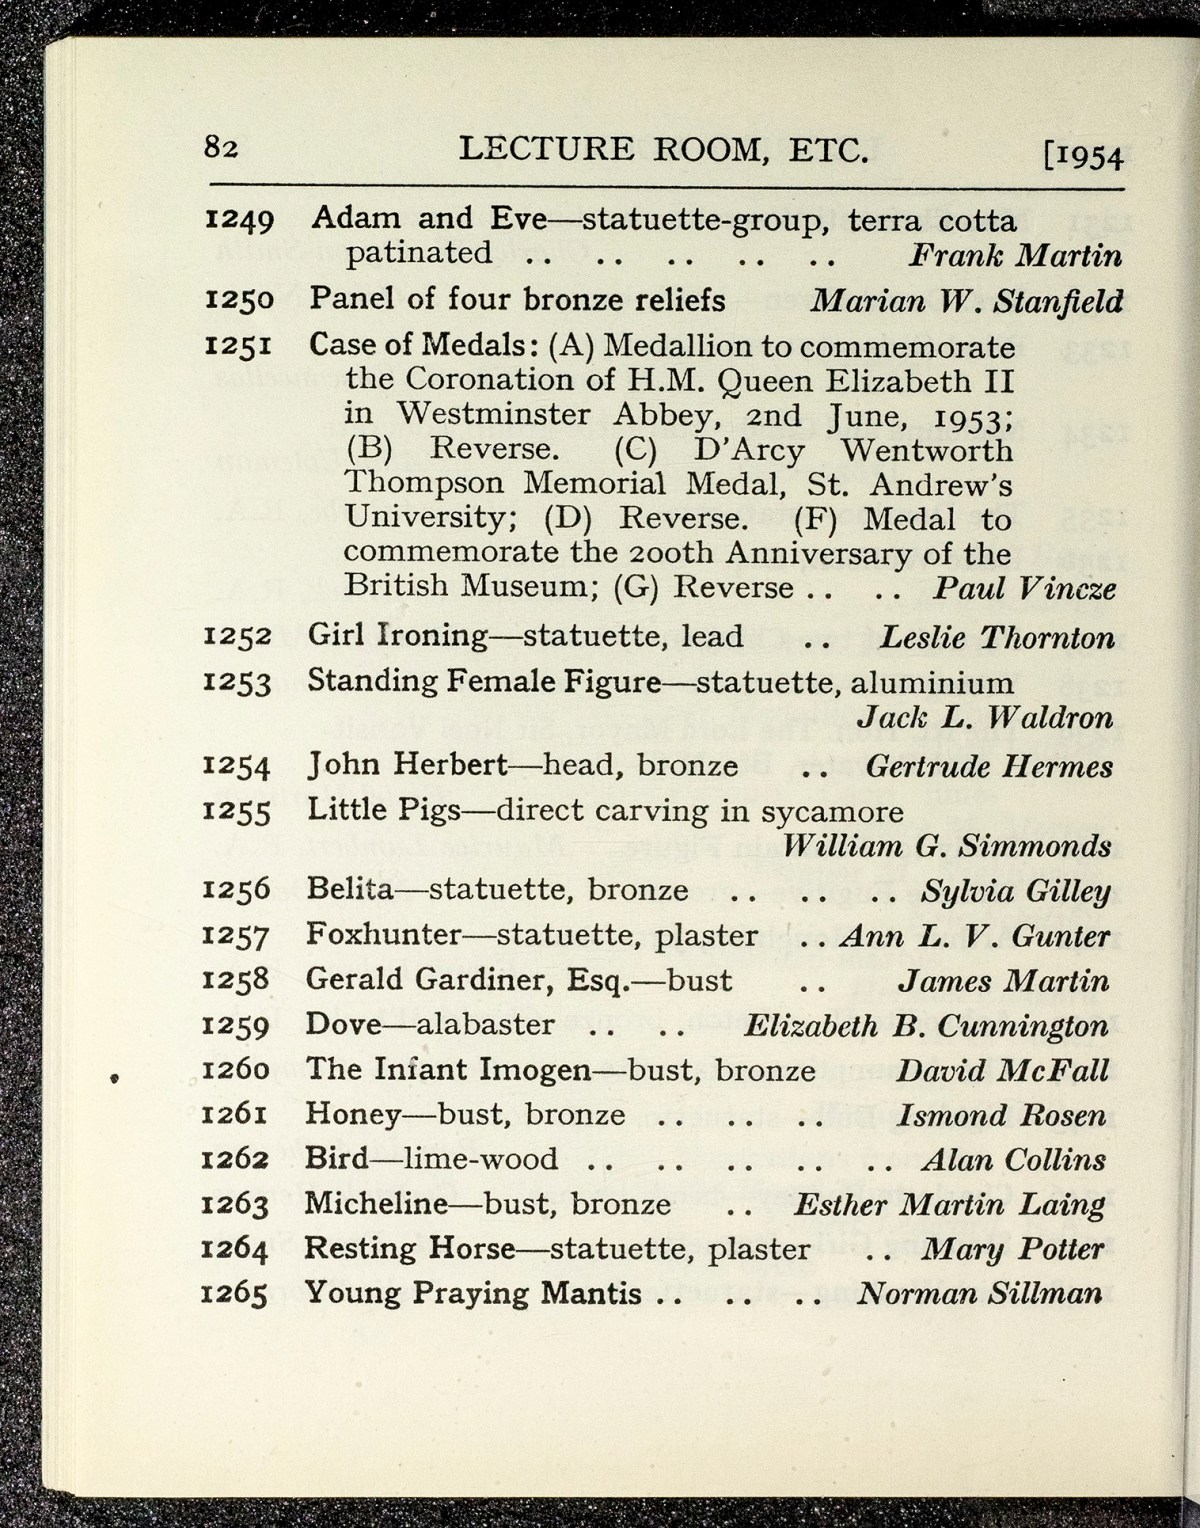 82 LECTURE ROOM, ETC. [1954
1249 Adam and Eve—statuette-group, terra cotta
patinated .. .. .. .. .. Frank Martin
1250 Panel of four bronze reliefs Marian W. Stanfield
1251 Case of Medals: (A) Medallion to commemorate
the Coronation of H.M. Queen Elizabeth II
in Westminster Abbey, 2nd June, 1953;
(B) Reverse. (C) D'Arcy Wentworth
Thompson Memorial Medal, St. Andrew's
University; (D) Reverse. (F) Medal to
commemorate the 200th Anniversary of the
British Museum; (G) Reverse .. .. Paul Vincze
1252 Girl Ironing—statuette, lead .. Leslie Thornton
1253 Standing Female Figure—statuette, aluminium
Jack L. Waldron
1254 John Herbert—head, bronze .. Gertrude Hermes
1255 Little Pigs—direct carving in sycamore
William G. Simmonds
1256 Belita—statuette, bronze .. .. .. Sylvia Gilley
1257 Foxhunter—statuette, plaster .. Ann L. V. Gunter
1258 Gerald Gardiner, Esq.—bust .. James Martin
1259 Dove—alabaster .. .. Elizabeth B. Cunnington
1260 The Infant Imogen—bust, bronze David McFall
1261 Honey—bust, bronze .. .. .. Ismond Rosen
1262 Bird—lime-wood .. .. .. .. .. Alan Collins
1263 Micheline—bust, bronze .. Esther Martin Laing
1264 Resting Horse—statuette, plaster .. Mary Potter
1265 Young Praying Mantis .. .. .. Norman Sillman